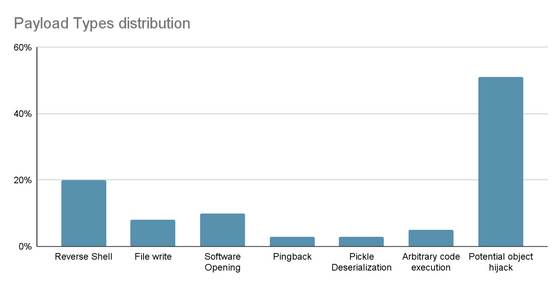 Payload Types distribution
60%
40%
20%
0%
Reverse Shell
File write
Software
Opening
Pingback
Pickle
Deserialization
Arbitrary code
execution
Potential object
hijack